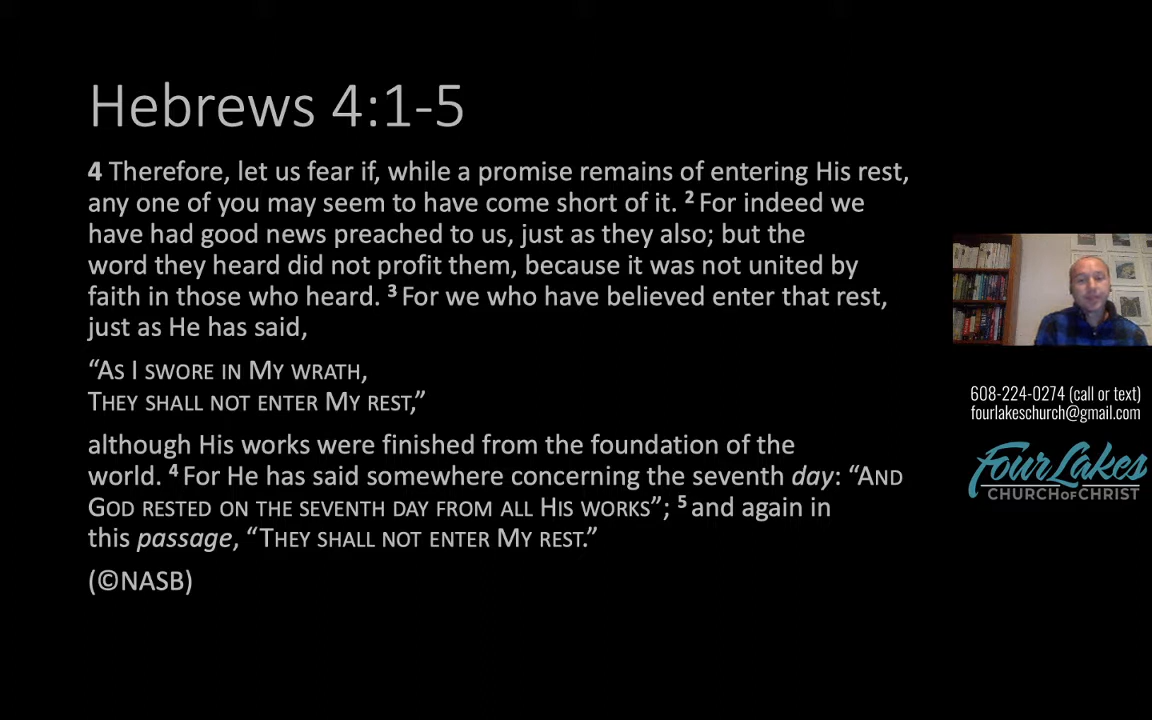 Hebrews 4:1-5
4 Therefore, let us fear if, while a promise remains of entering His rest,
any one of you may seem to have come short of it. 2 For indeed we
have had good news preached to us, just as they also; but the
word they heard did not profit them, because it was not united by
faith in those who heard. 3 For we who have believed enter that rest,
just as He has said,
“As I swore in My wrath,
They shall not enter My rest,”
although His works were finished from the foundation of the
world. 4 For He has said somewhere concerning the seventh day: “And
God rested on the seventh day from all His works”; 5 and again in
this passage, “They shall not enter My rest.”
(©NASB)
608-224-0274 (call or text)
fourlakeschurch@gmail.com
Four Lakes
CHURCH OF CHRIST